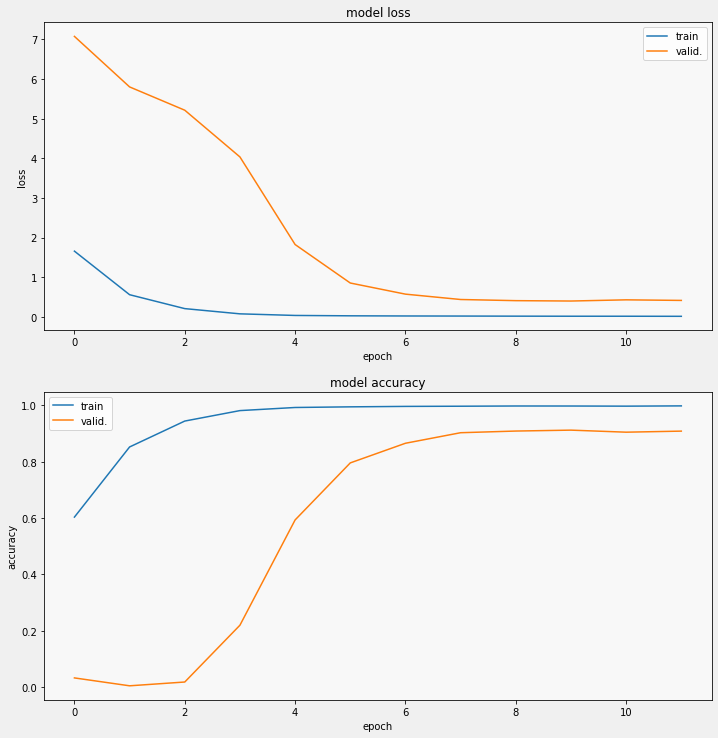 model loss
7
6
5
4
3
2
1
0
loss
train
valid.
0 2 4 6 8 10
epoch
model accuracy
1.0
0.8
0.6
0.4
0.2
0.0
accuracy
train
valid.
0 2 4 6 8 10
epoch